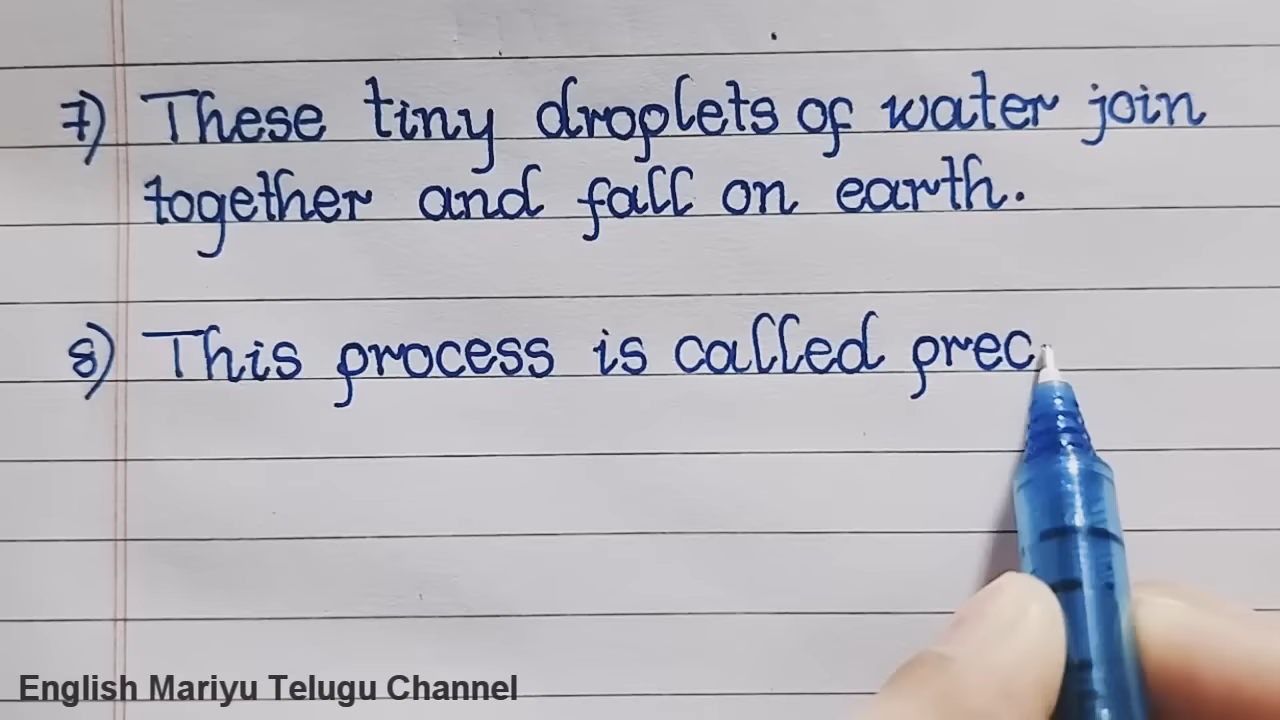 7) These tiny droplets of water join
together and fall on earth.
8) This process is called prec
English Mariyu Telugu Channel